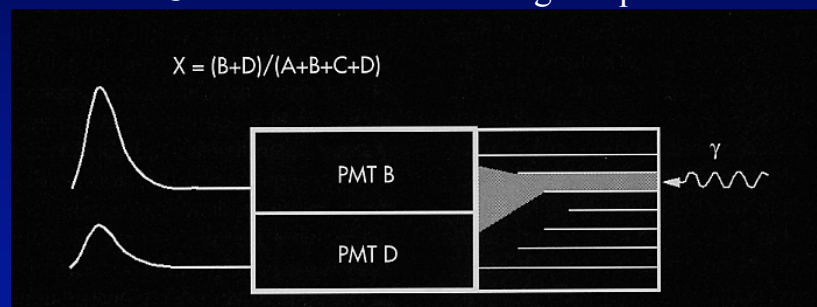 X = (B+D)/(A+B+C+D)
γ
PMT B
PMT D